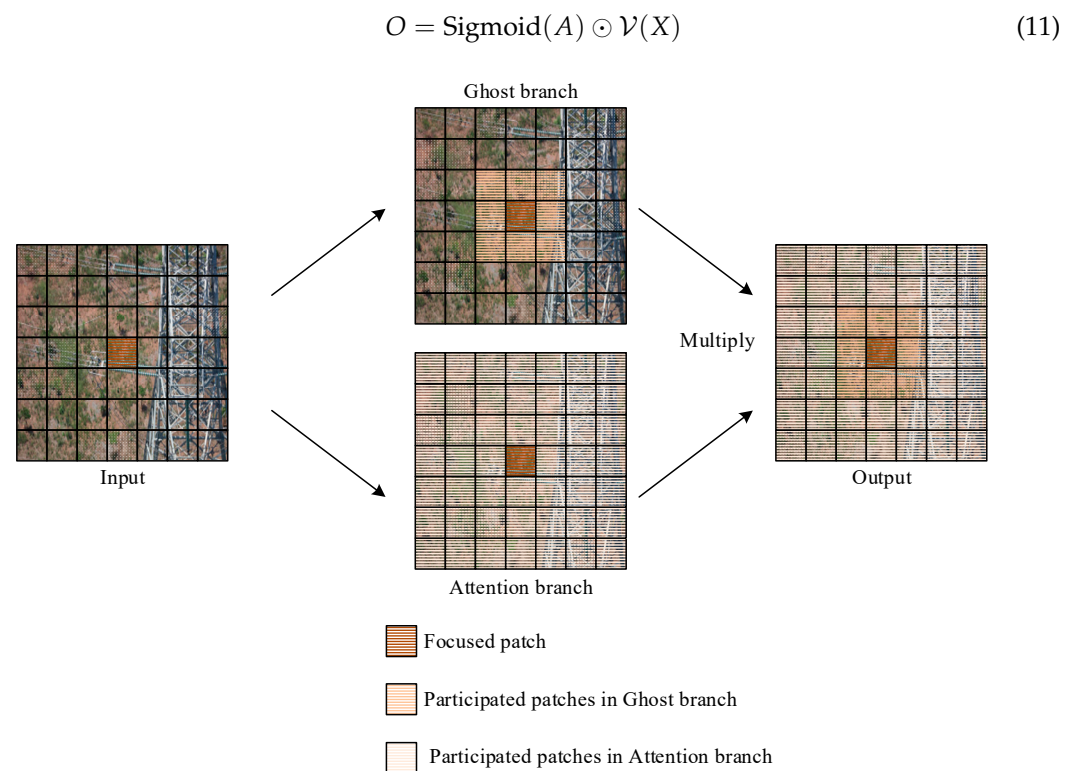 O = Sigmoid(A) ⊙ 𝒱(X) (11)
Ghost branch
Input
Multiply
Output
Attention branch
Focused patch
Participated patches in Ghost branch
Participated patches in Attention branch